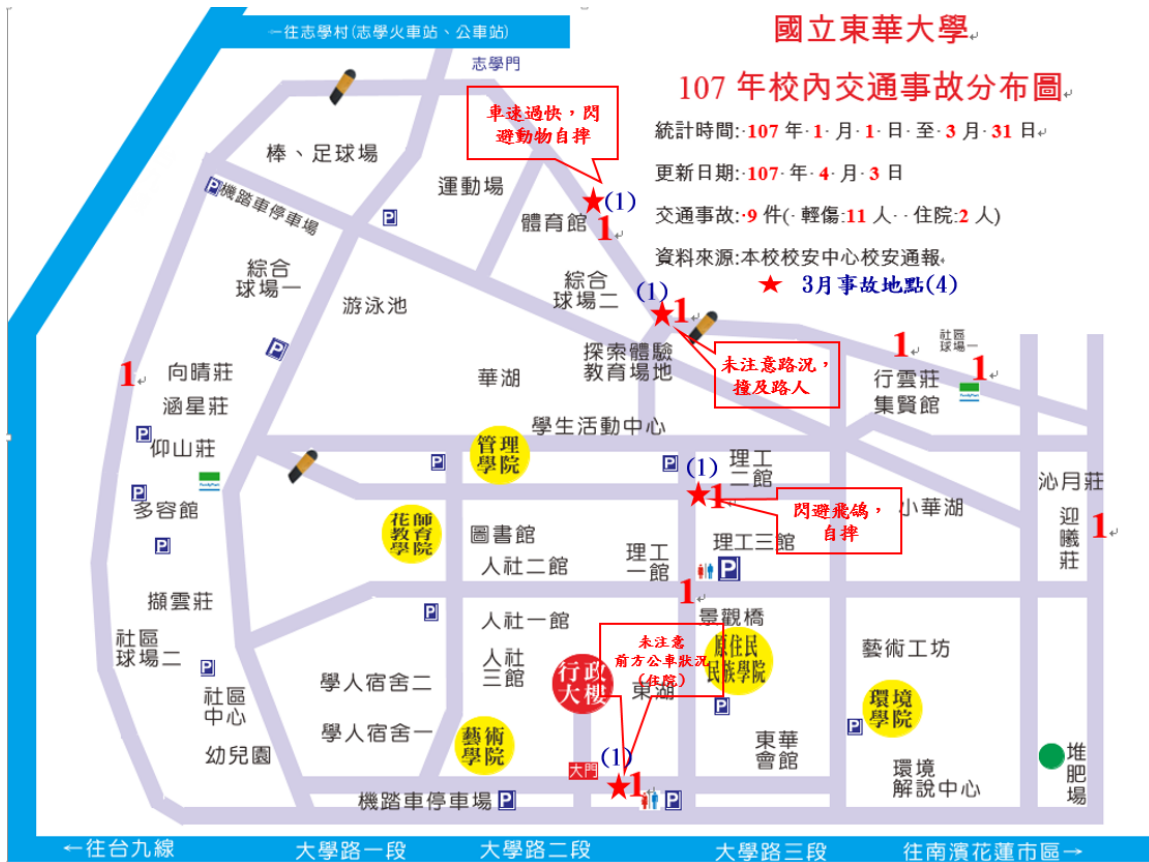 ←往志學村(志學火車站、公車站)
志學門
國立東華大學
107 年校內交通事故分布圖
統計時間: 107 年 1 月 1 日 至 3 月 31 日
更新日期: 107 年 4 月 3 日
交通事故: 9 件( 輕傷:11 人 住院:2 人)
資料來源:本校校安中心校安通報
★ 3月事故地點(4)
車速過快，閃
避動物自摔
(1)
1
棒、足球場
運動場
體育館
P
機踏車停車場
P
綜合
球場一
游泳池
綜合
球場二
(1)
1
探索體驗
教育場地
未注意路況，
撞及路人
1
社區
球場一
1
行雲莊
集賢館
FamilyMart
P
1
向晴莊
涵星莊
華湖
學生活動中心
P
仰山莊
FamilyMart
管理
學院
P
P
(1)
1
理工
二館
閃避飛鴿，
自摔
小華湖
沁月莊
迎曦莊
1
P
多容館
P
花師
教育
學院
圖書館
人社二館
理工
一館
理工三館
P
1
景觀橋
擷雲莊
社區
球場二
P
人社一館
人社
三館
未注意
前方公車狀況
(住院)
原住民
民族學院
藝術工坊
P
社區
中心
學人宿舍二
行政
大樓
東湖
P
環境
學院
P
幼兒園
學人宿舍一
藝術
學院
東華
會館
環境
解說中心
堆肥場
大門
(1)
1
機踏車停車場
P
P
←往台九線
大學路一段
大學路二段
大學路三段
往南濱花蓮市區→